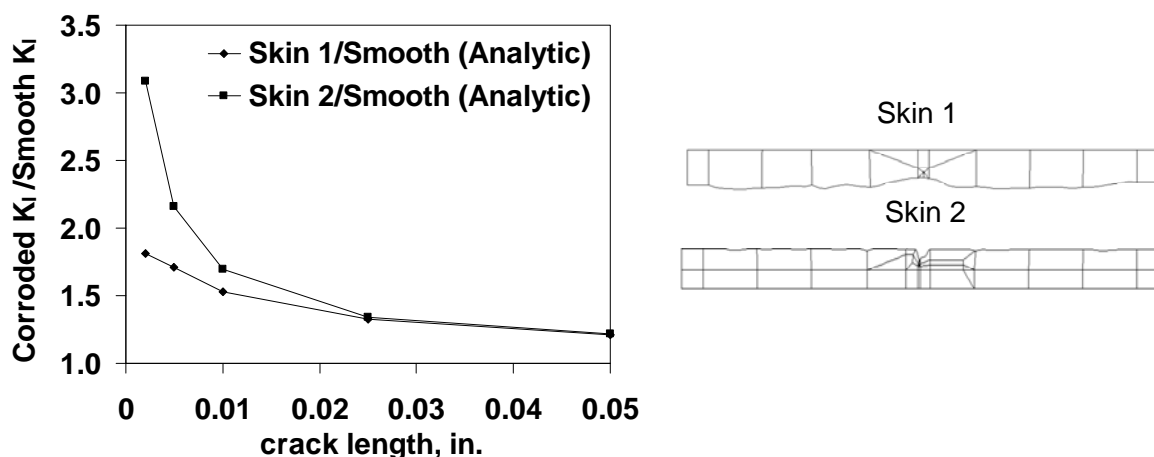 Corroded KI /Smooth KI
3.5
3.0
2.5
2.0
1.5
1.0
Skin 1/Smooth (Analytic)
Skin 2/Smooth (Analytic)
0 0.01 0.02 0.03 0.04 0.05
crack length, in.
Skin 1
Skin 2